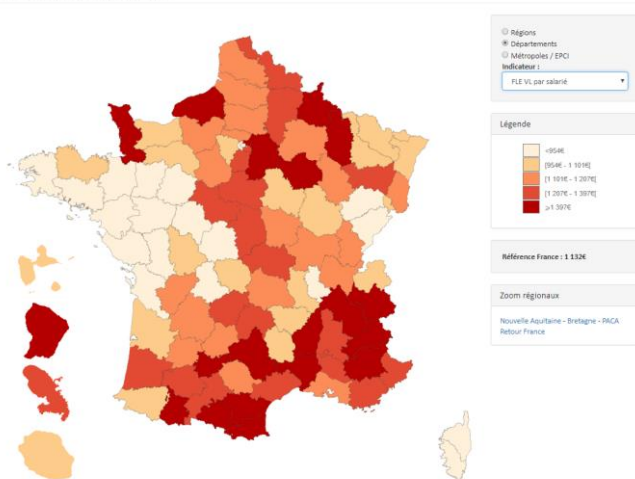 Régions
Départements
Métropoles / EPCI
Indicateur :
FLE VL par salarié
Légende
<954€
[954€ - 1 101€[
[1 101€ - 1 207€[
[1 207€ - 1 397€[
>1 397€
Référence France : 1 132€
Zoom régionaux
Nouvelle Aquitaine - Bretagne - PACA
Retour France